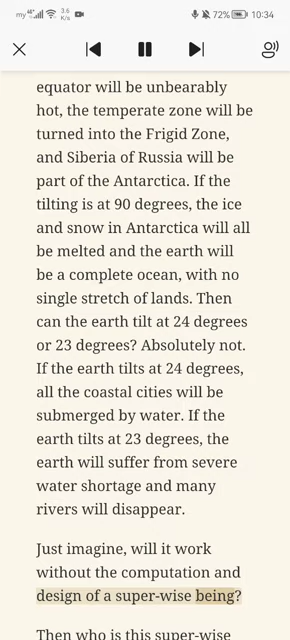 my 4G 3.6 K/s 72% 10:34
equator will be unbearably
hot, the temperate zone will be
turned into the Frigid Zone,
and Siberia of Russia will be
part of the Antarctica. If the
tilting is at 90 degrees, the ice
and snow in Antarctica will all
be melted and the earth will
be a complete ocean, with no
single stretch of lands. Then
can the earth tilt at 24 degrees
or 23 degrees? Absolutely not.
If the earth tilts at 24 degrees,
all the coastal cities will be
submerged by water. If the
earth tilts at 23 degrees, the
earth will suffer from severe
water shortage and many
rivers will disappear.
Just imagine, will it work
without the computation and
design of a super-wise being?
Then who is this super-wise